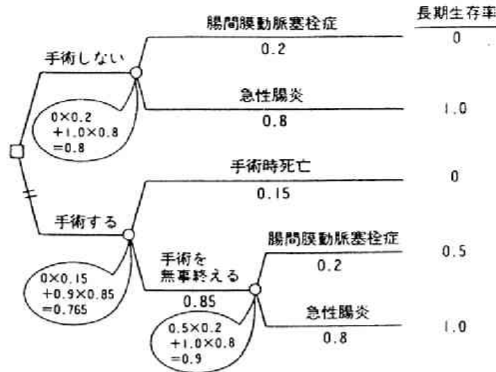 長期生存率
腸間膜動脈塞栓症
0
手術しない
0.2
急性腸炎
1.0
0.8
0×0.2
+1.0×0.8
=0.8
手術時死亡
0
0.15
手術する
腸間膜動脈塞栓症
0.5
手術を
無事終える
0.2
0.85
0×0.15
+0.9×0.85
=0.765
急性腸炎
1.0
0.8
0.5×0.2
+1.0×0.8
=0.9